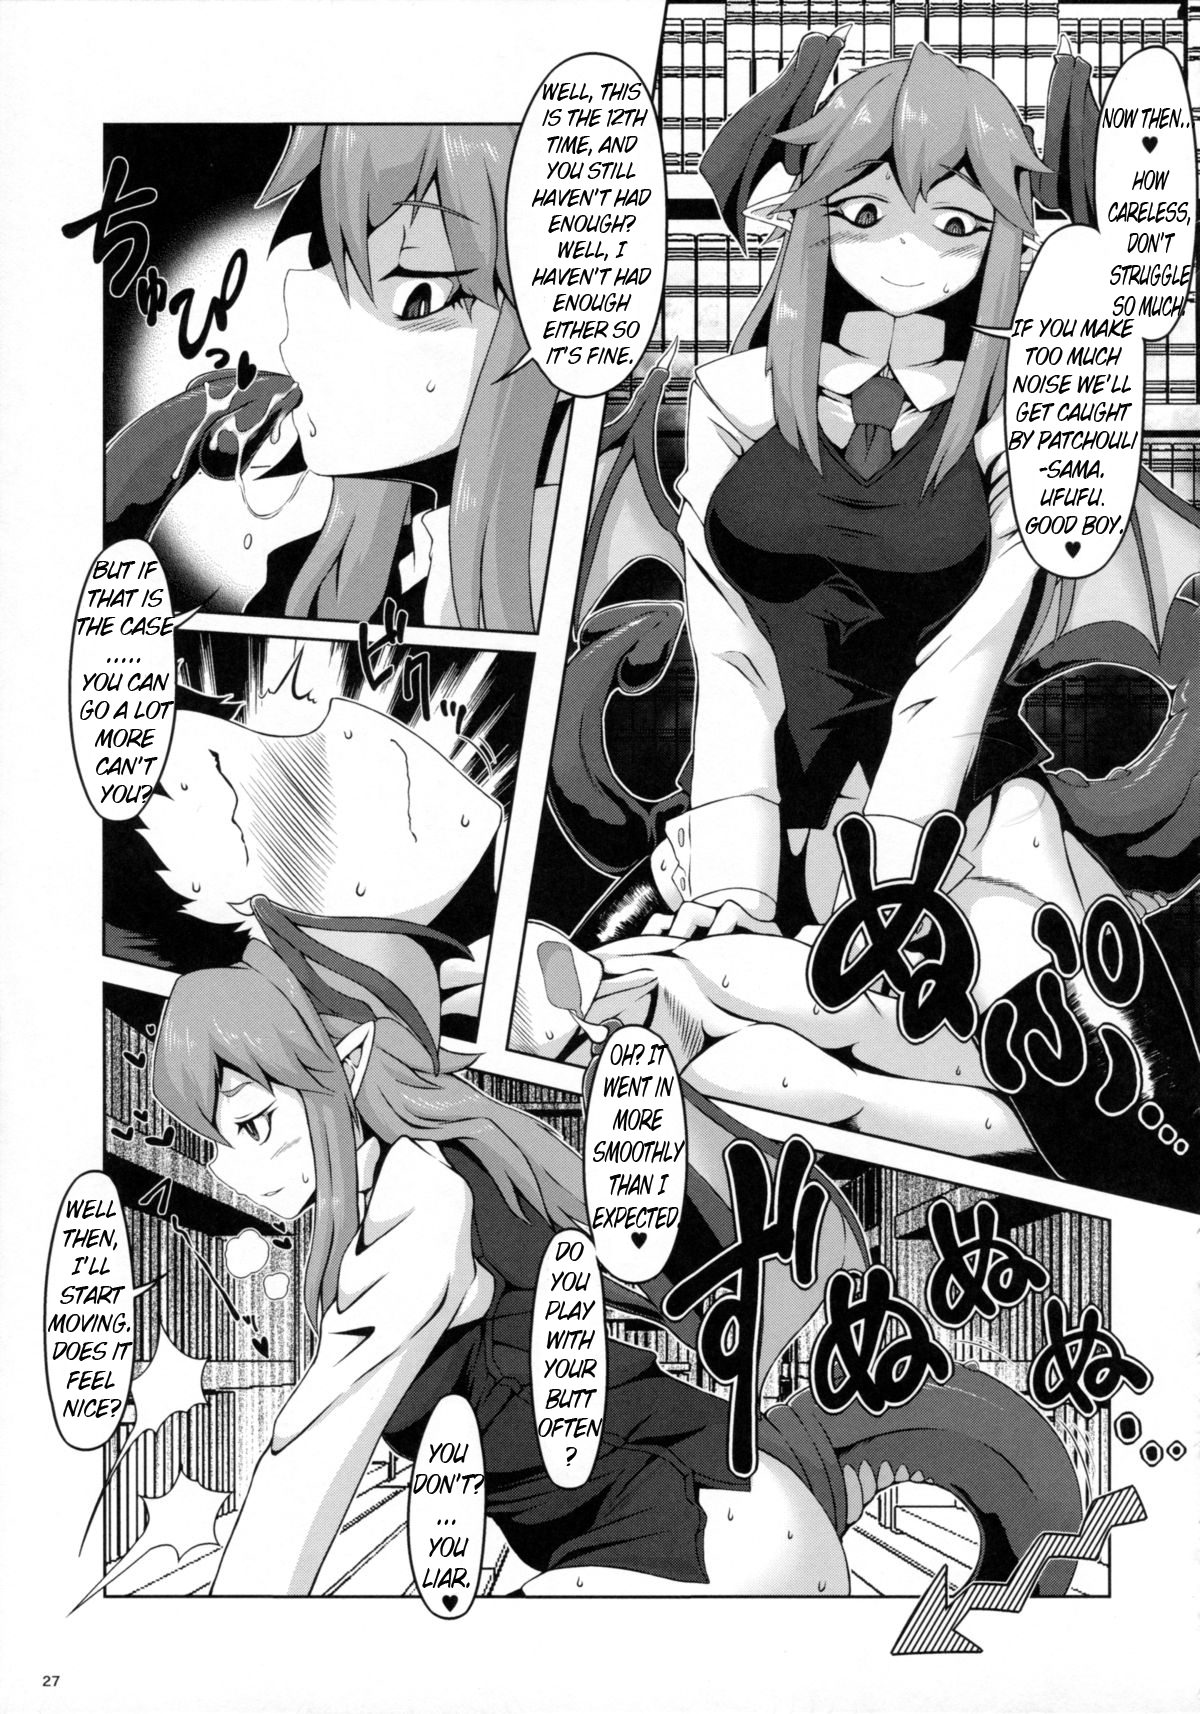 NOW THEN..
♥
HOW
CARELESS,
DON'T
STRUGGLE
SO MUCH.
IF YOU MAKE
TOO MUCH
NOISE WE'LL
GET CAUGHT
BY PATCHOULI
-SAMA.
UFUFU.
GOOD BOY.
♥
ぬぷぷ...
WELL, THIS
IS THE 12TH
TIME, AND
YOU STILL
HAVEN'T HAD
ENOUGH?
WELL, I
HAVEN'T HAD
ENOUGH
EITHER SO
IT'S FINE.
ちゅぴっ
BUT IF
THAT IS
THE CASE
.....
YOU CAN
GO A LOT
MORE
CAN'T
YOU?
ビクッ
OH? IT
WENT IN
MORE
SMOOTHLY
THAN I
EXPECTED.
♥
DO
YOU
PLAY
WITH
YOUR
BUTT
OFTEN
?
ずぬぬぬぬ...
YOU
DON'T?
...
YOU
LIAR.
♥
WELL
THEN,
I'LL
START
MOVING.
DOES IT
FEEL
NICE?
27